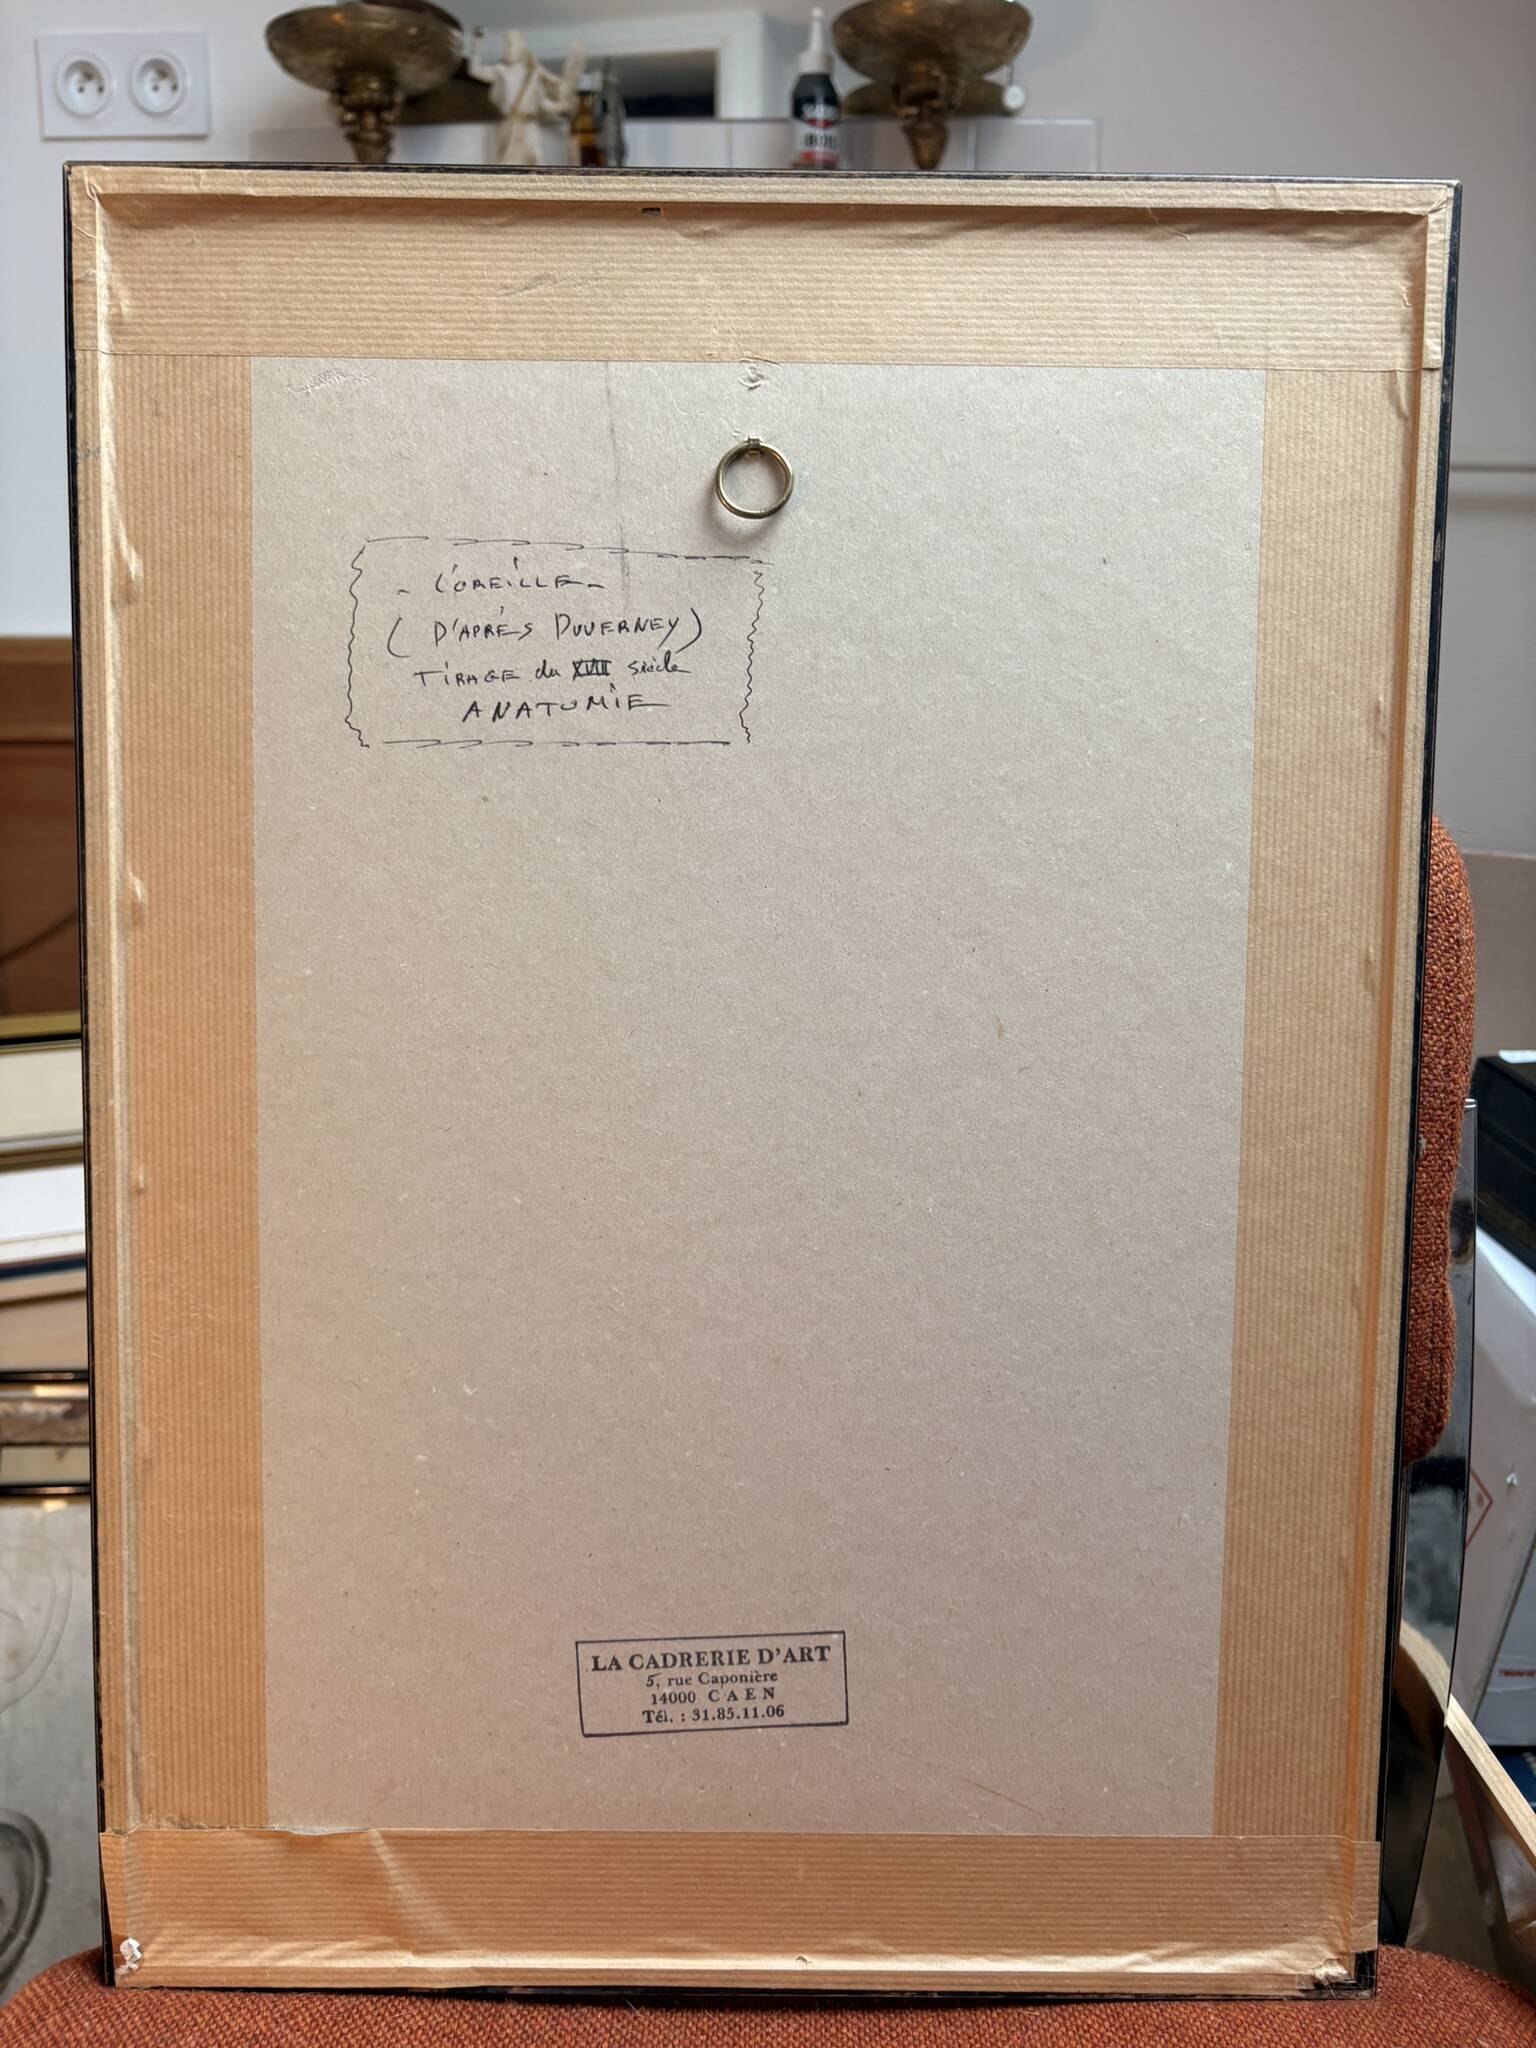 - L'OREILLE -
(D'APRÈS DUVERNEY)
TIRAGE du XVIII siècle
ANATOMIE
LA CADRERIE D'ART
5, rue Caponière
14000 CAEN
Tél. : 31.85.11.06